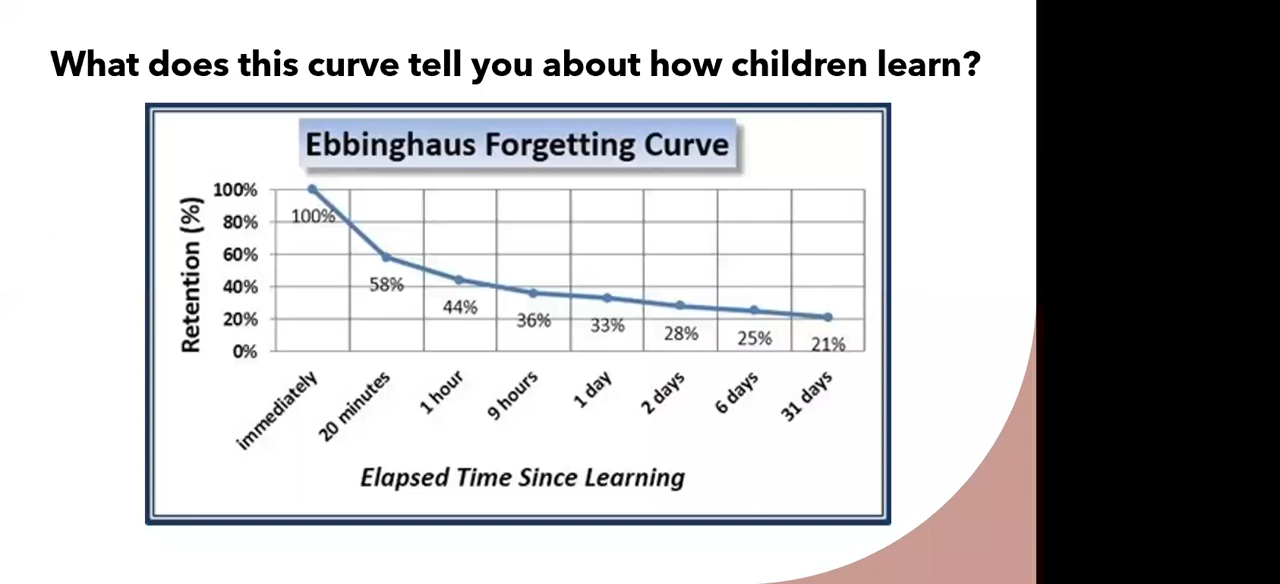 What does this curve tell you about how children learn?
Ebbinghaus Forgetting Curve
Retention (%)
100%
80%
60%
40%
20%
0%
100%
58%
44%
36%
33%
28%
25%
21%
immediately
20 minutes
1 hour
9 hours
1 day
2 days
6 days
31 days
Elapsed Time Since Learning